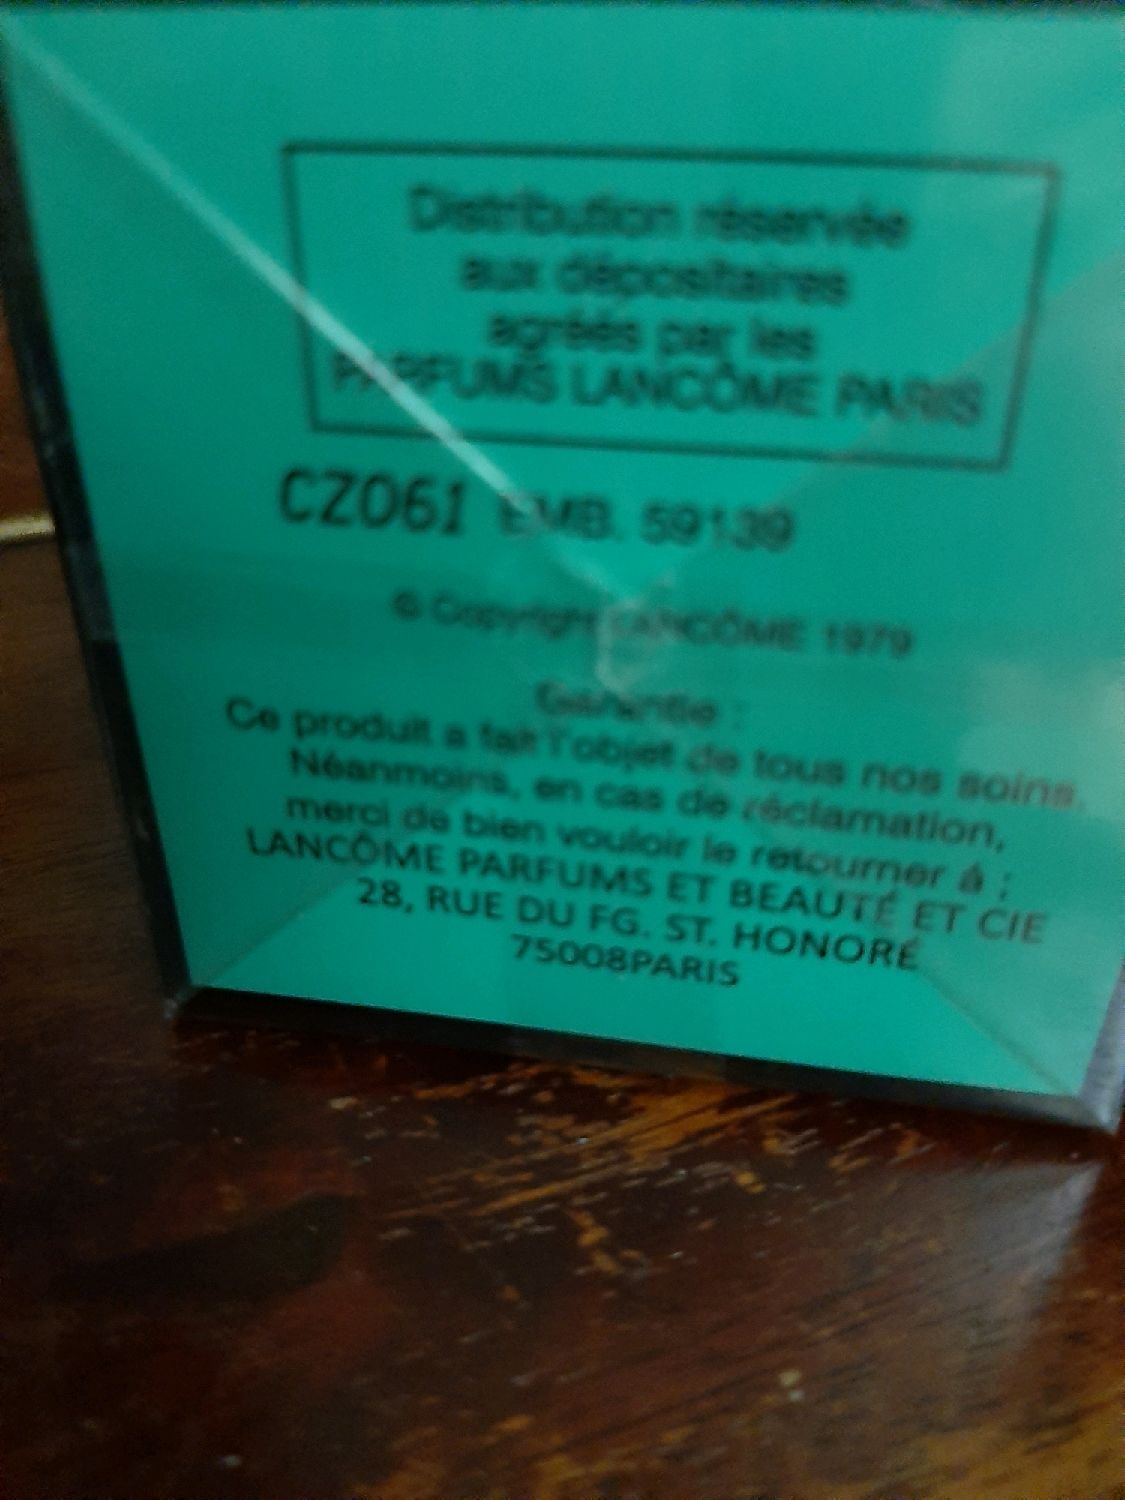 Distribution réservée
aux dépositaires
agréés par les
PARFUMS LANCÔME PARIS
CZ061 EMB. 59139
© Copyright LANCÔME 1979
Garantie :
Ce produit a fait l'objet de tous nos soins.
Néanmoins, en cas de réclamation,
merci de bien vouloir le retourner à :
LANCÔME PARFUMS ET BEAUTÉ ET CIE
28, RUE DU FG. ST. HONORÉ
75008PARIS